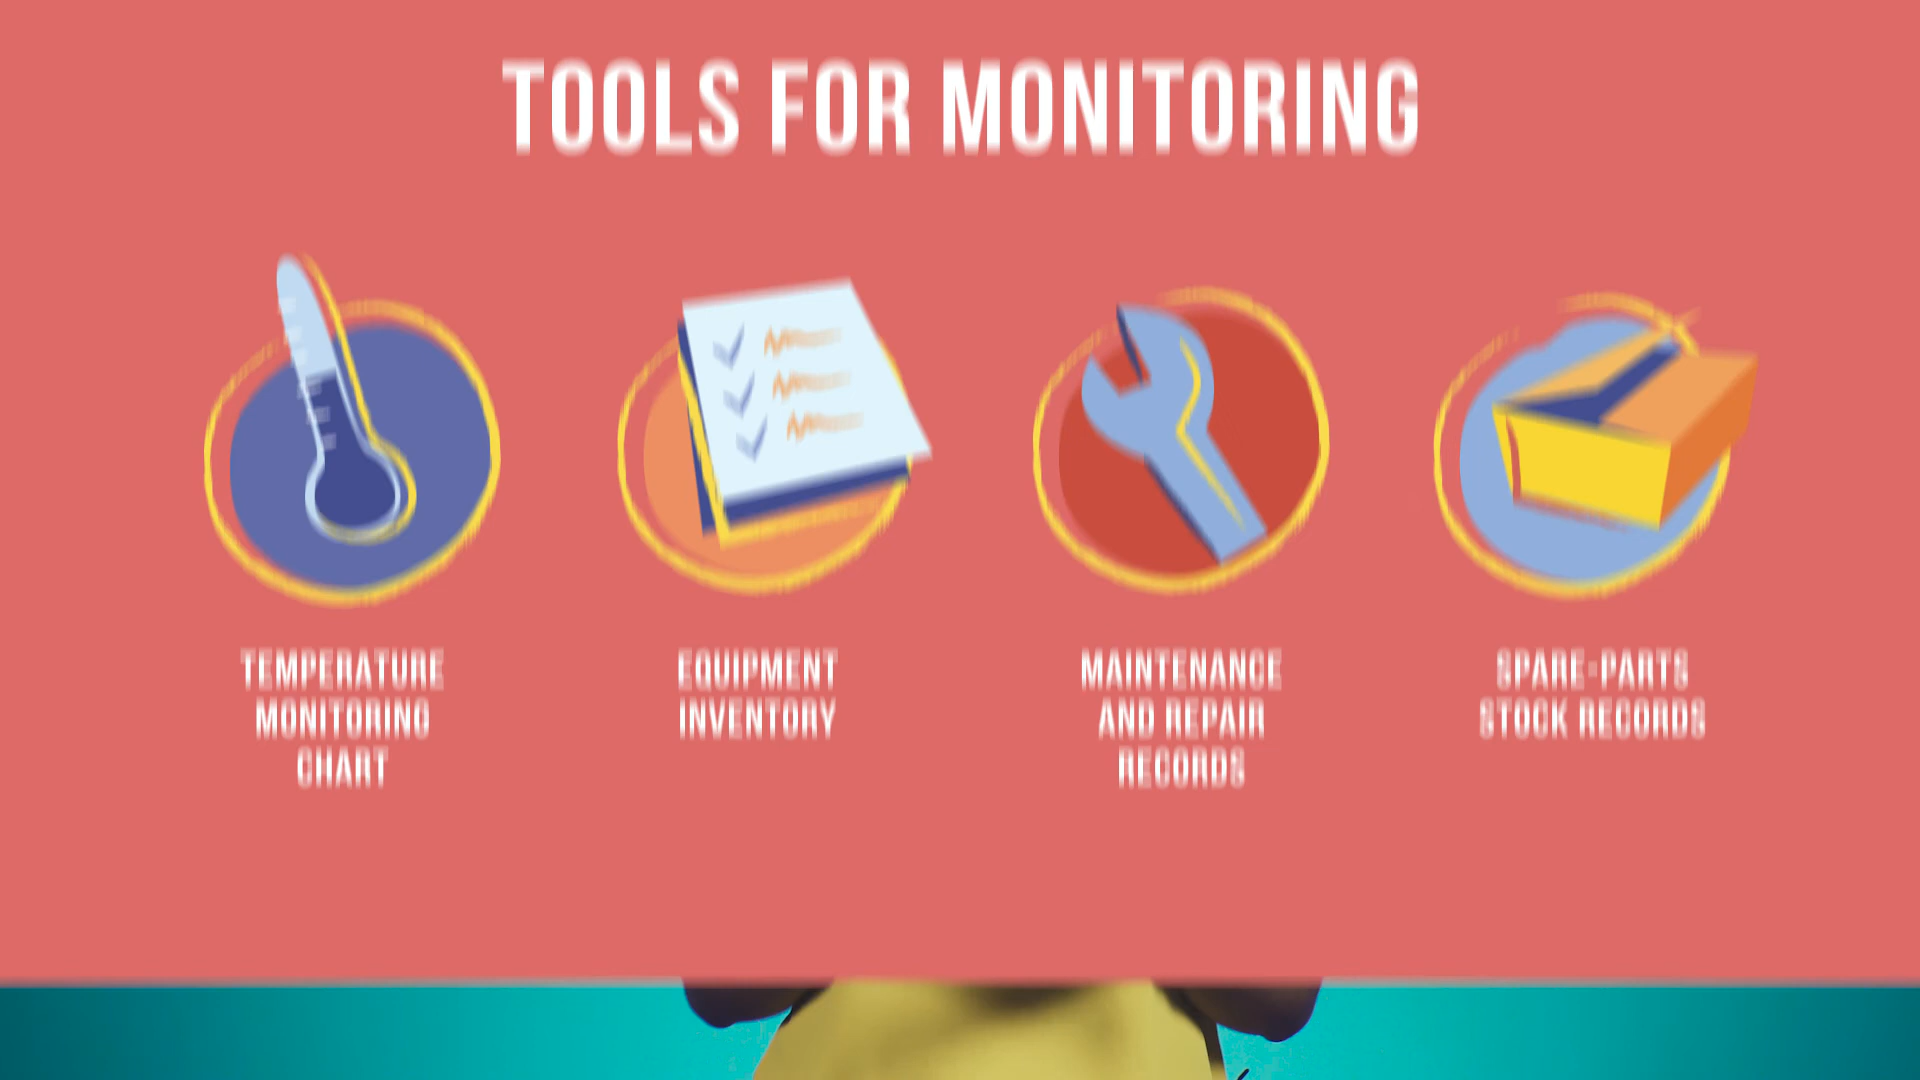 TOOLS FOR MONITORING
TEMPERATURE
MONITORING
CHART
EQUIPMENT
INVENTORY
MAINTENANCE
AND REPAIR
RECORDS
SPARE-PARTS
STOCK RECORDS